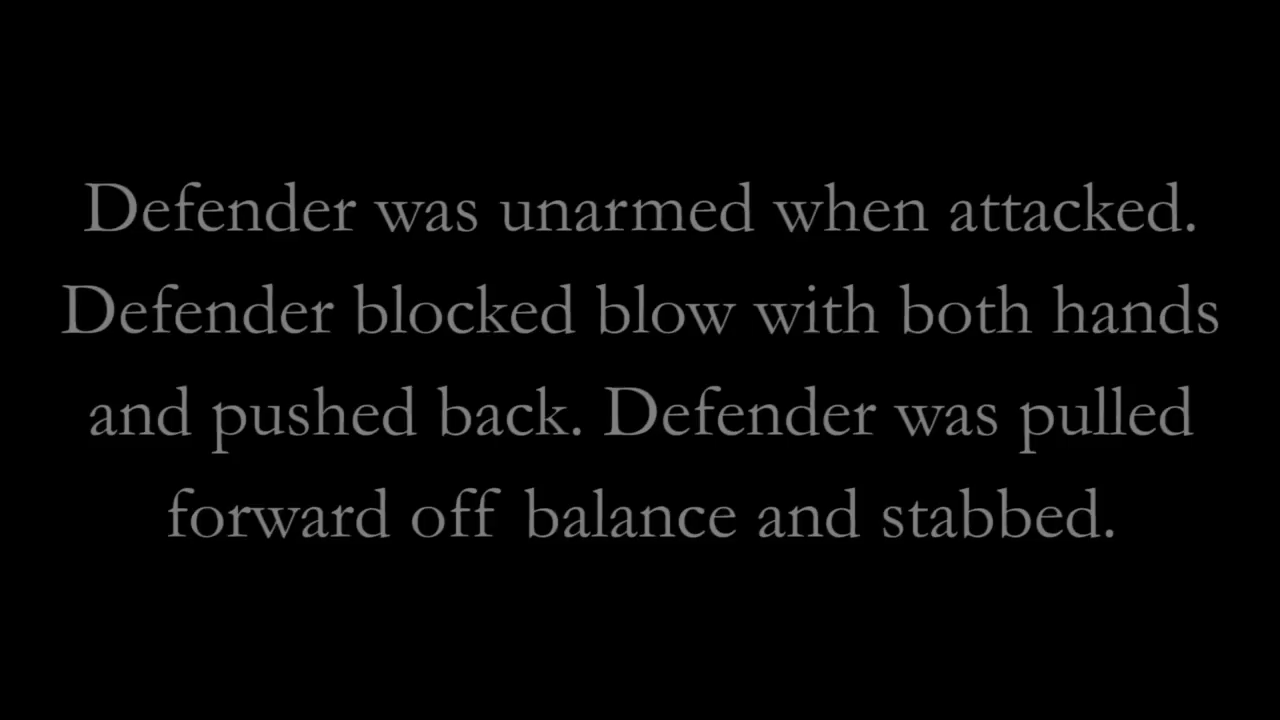 Defender was unarmed when attacked.
Defender blocked blow with both hands
and pushed back. Defender was pulled
forward off balance and stabbed.